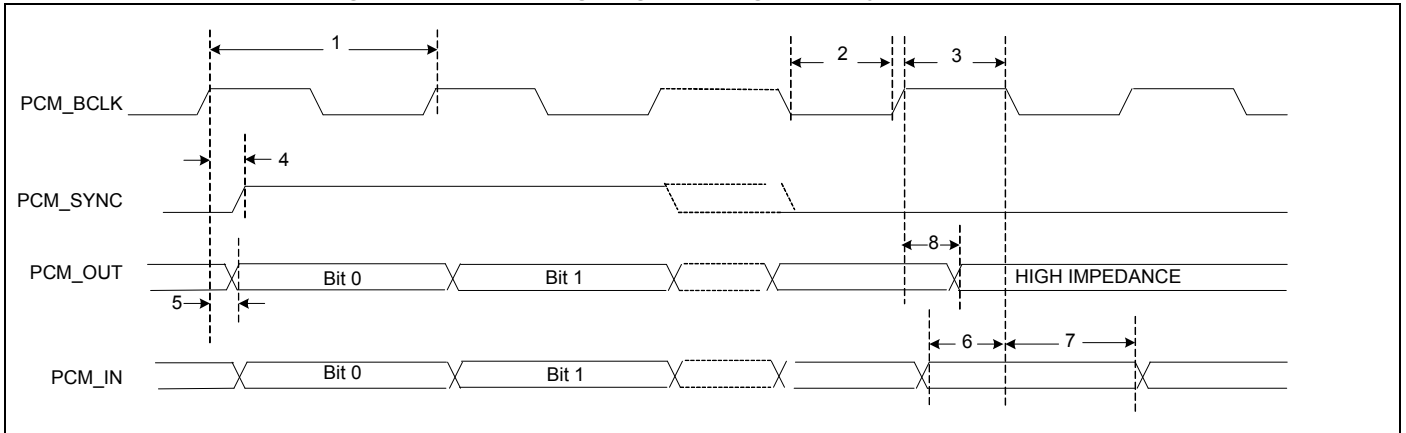 1
2
3
PCM_BCLK
4
PCM_SYNC
8
PCM_OUT
Bit 0
Bit 1
HIGH IMPEDANCE
5
6
7
PCM_IN
Bit 0
Bit 1